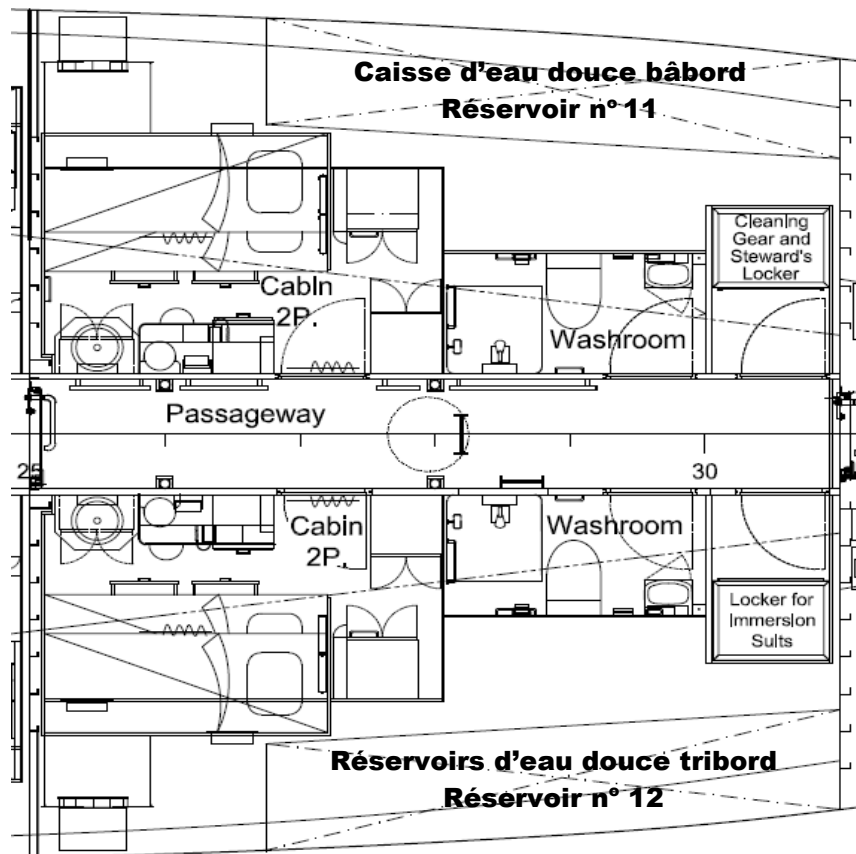 Caisse d’eau douce bâbord
Réservoir n° 11
Cleaning
Gear and
Steward's
Locker
Cabin
2P.
Washroom
Passageway
25
30
Cabin
2P.
Washroom
Locker for
Immersion
Suits
Réservoirs d’eau douce tribord
Réservoir n° 12